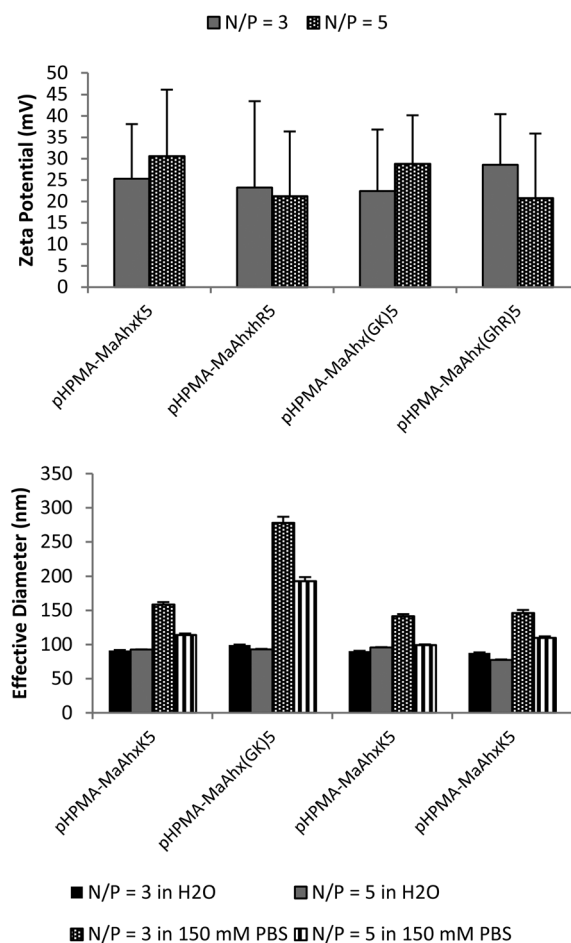 N/P = 3 N/P = 5
Zeta Potential (mV)
50
45
40
35
30
25
20
15
10
5
0
pHPMA-MaAhxK5
pHPMA-MaAhxhR5
pHPMA-MaAhx(GK)5
pHPMA-MaAhx(GhR)5
Effective Diameter (nm)
350
300
250
200
150
100
50
0
pHPMA-MaAhxK5
pHPMA-MaAhx(GK)5
pHPMA-MaAhxK5
pHPMA-MaAhxK5
N/P = 3 in H2O N/P = 5 in H2O
N/P = 3 in 150 mM PBS N/P = 5 in 150 mM PBS